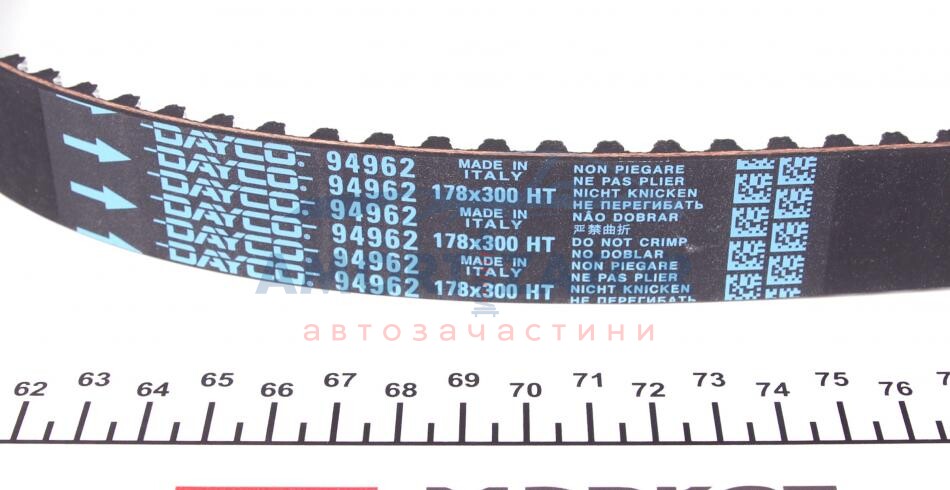 DAYCO
DAYCO
DAYCO
DAYCO
DAYCO
DAYCO
94962
94962
94962
94962
94962
94962
MADE IN
ITALY
178x300 HT
MADE IN
ITALY
178x300 HT
MADE IN
ITALY
178x300 HT
NON PIEGARE
NE PAS PLIER
NICHT KNICKEN
НЕ ПЕРЕГИБАТЬ
NÃO DOBRAR
严禁曲折
DO NOT CRIMP
NO DOBLAR
NON PIEGARE
NE PAS PLIER
NICHT KNICKEN
НЕ ПЕРЕГИБАТЬ
автозачастини
62 63 64 65 66 67 68 69 70 71 72 73 74 75 76